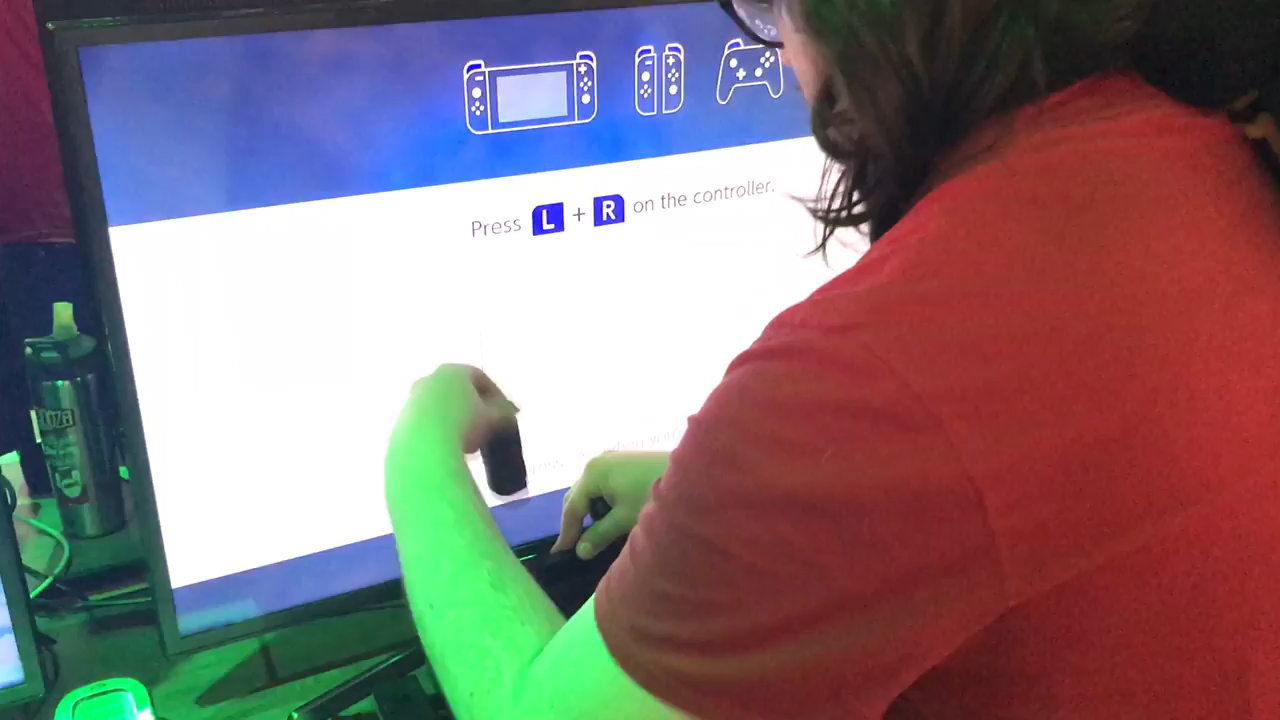 Press L + R on the controller.